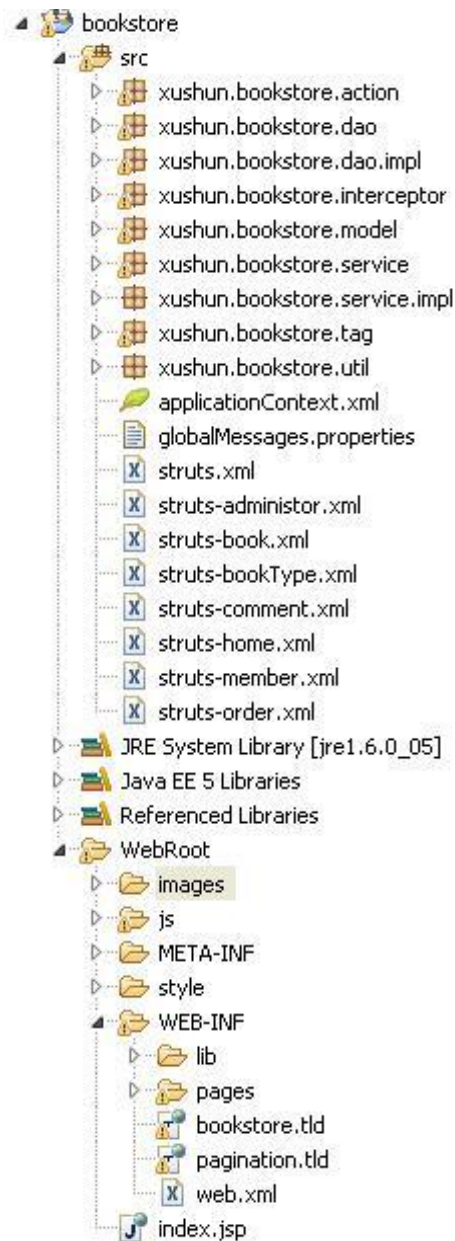 bookstore
src
xushun.bookstore.action
xushun.bookstore.dao
xushun.bookstore.dao.impl
xushun.bookstore.interceptor
xushun.bookstore.model
xushun.bookstore.service
xushun.bookstore.service.impl
xushun.bookstore.tag
xushun.bookstore.util
applicationContext.xml
globalMessages.properties
struts.xml
struts-administor.xml
struts-book.xml
struts-bookType.xml
struts-comment.xml
struts-home.xml
struts-member.xml
struts-order.xml
JRE System Library [jre1.6.0_05]
Java EE 5 Libraries
Referenced Libraries
WebRoot
images
js
META-INF
style
WEB-INF
lib
pages
bookstore.tld
pagination.tld
web.xml
index.jsp